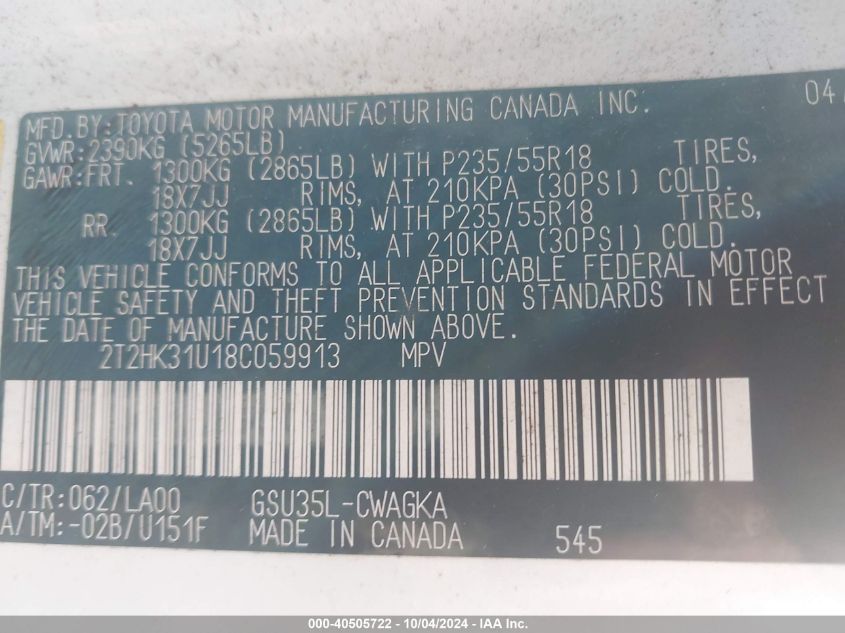 MFD. BY: TOYOTA MOTOR MANUFACTURING CANADA INC. 04/
GVWR: 2390KG (5265LB)
GAWR: FRT. 1300KG (2865LB) WITH P235/55R18 TIRES,
18X7JJ RIMS, AT 210KPA (30PSI) COLD.
RR. 1300KG (2865LB) WITH P235/55R18 TIRES,
18X7JJ RIMS, AT 210KPA (30PSI) COLD.
THIS VEHICLE CONFORMS TO ALL APPLICABLE FEDERAL MOTOR
VEHICLE SAFETY AND THEFT PREVENTION STANDARDS IN EFFECT
THE DATE OF MANUFACTURE SHOWN ABOVE.
2T2HK31U18C059913 MPV
C/TR: 062/LA00 GSU35L-CWAGKA
A/TM: -02B/U151F MADE IN CANADA 545
000-40505722 - 10/04/2024 - IAA Inc.